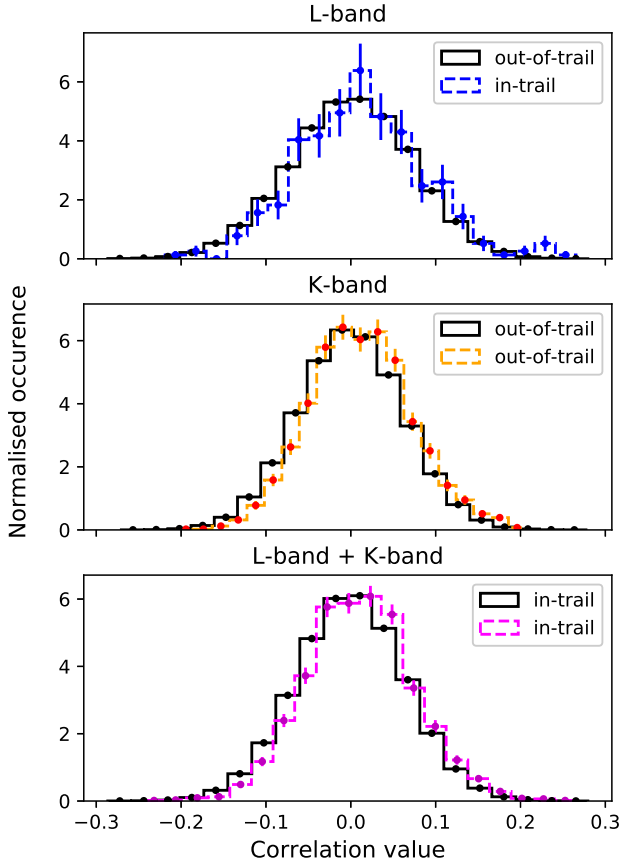 L-band
out-of-trail
in-trail
6
4
2
0
K-band
out-of-trail
out-of-trail
6
4
2
0
Normalised occurence
L-band + K-band
in-trail
in-trail
6
4
2
0
−0.3 −0.2 −0.1 0.0 0.1 0.2 0.3
Correlation value